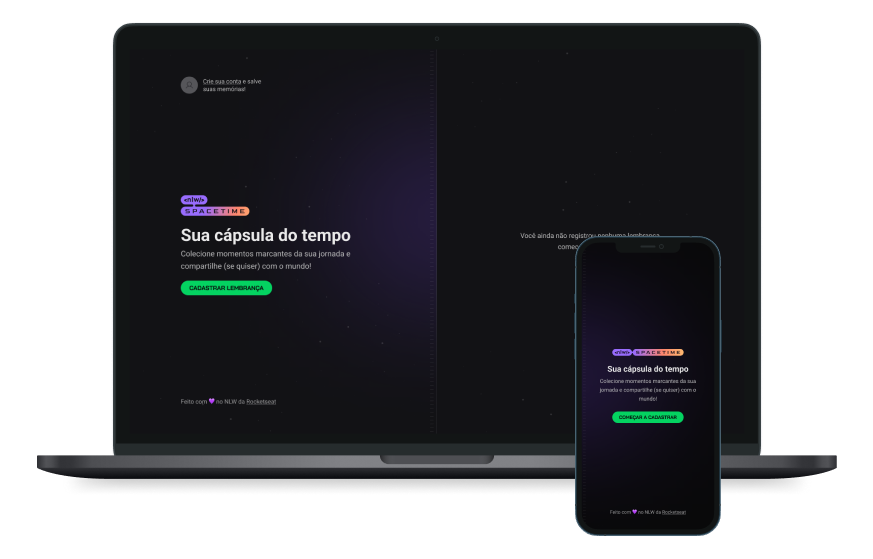 Crie sua conta e salve
suas memórias!
<nlw/>
SPACETIME
Sua cápsula do tempo
Colecione momentos marcantes da sua jornada e
compartilhe (se quiser) com o mundo!
CADASTRAR LEMBRANÇA
Feito com 💜 no NLW da Rocketseat
Você ainda não registrou nenhuma lembrança
<nlw/> SPACETIME
Sua cápsula do tempo
Colecione momentos marcantes da sua
jornada e compartilhe (se quiser) com o
mundo!
COMEÇAR A CADASTRAR
Feito com 💜 no NLW da Rocketseat